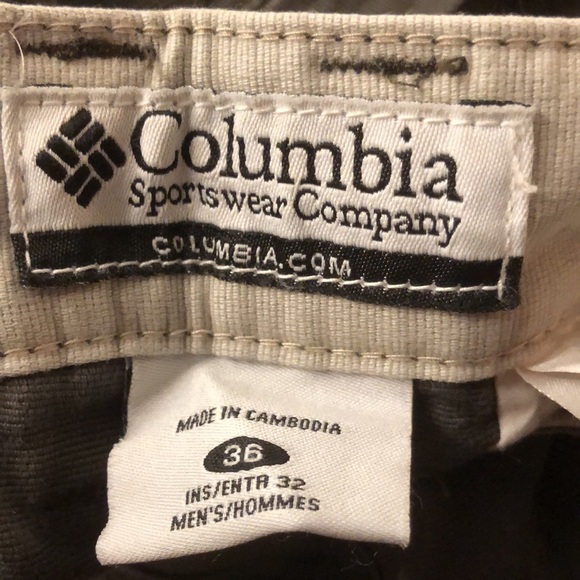 Columbia
Sportswear Company
COLUMBIA.COM
MADE IN CAMBODIA
36
INS/ENTR 32
MEN'S/HOMMES